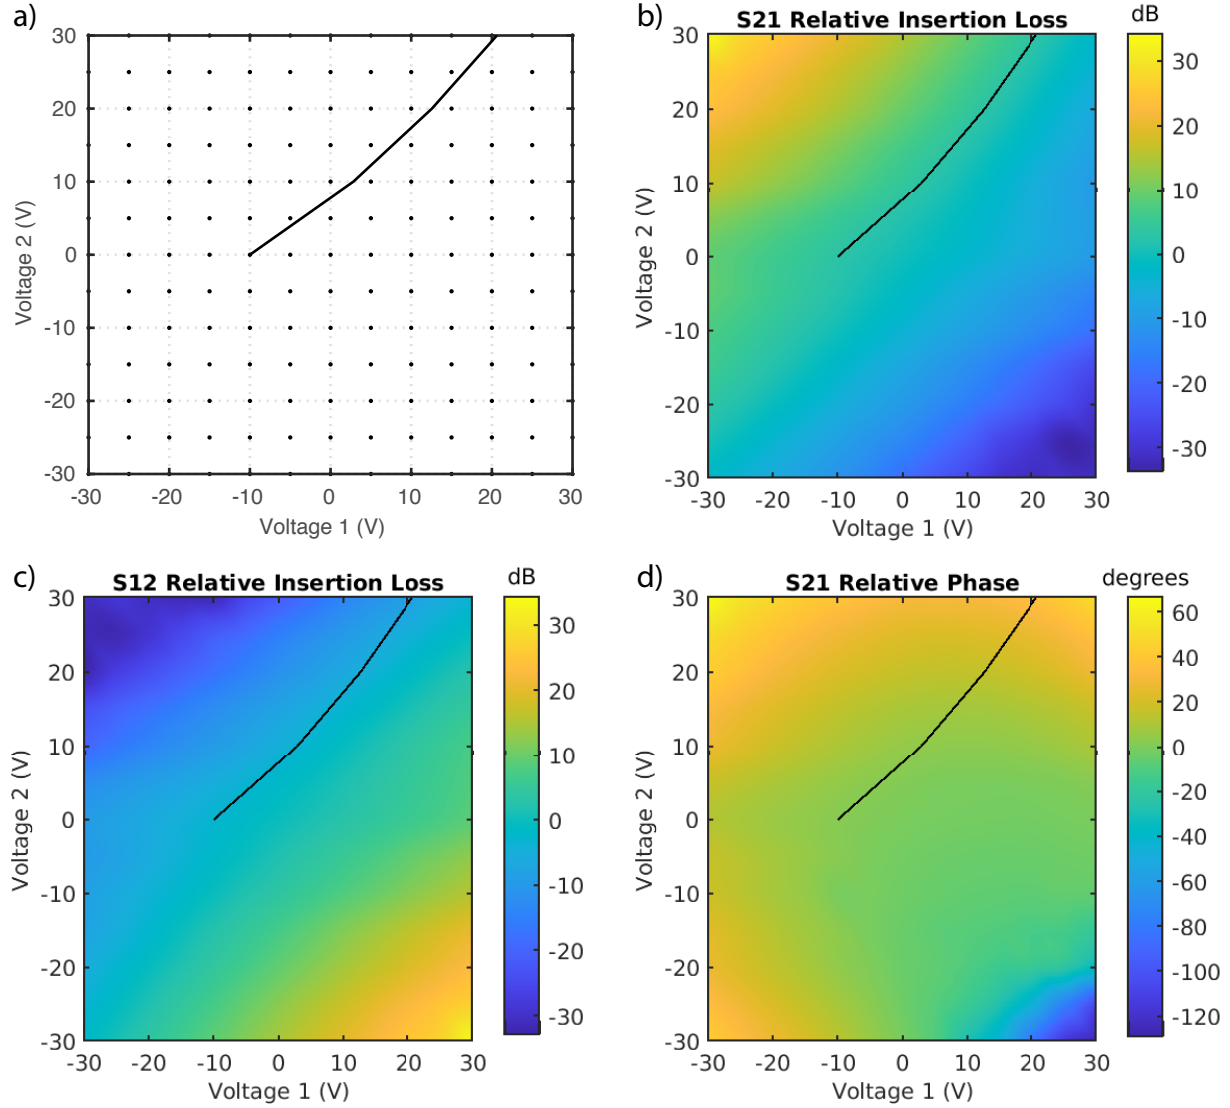 a)
30
20
10
0
-10
-20
-30
-30 -20 -10 0 10 20 30
Voltage 1 (V)
Voltage 2 (V)
b)
S21 Relative Insertion Loss
dB
30
20
10
0
-10
-20
-30
-30 -20 -10 0 10 20 30
Voltage 1 (V)
Voltage 2 (V)
30
20
10
0
-10
-20
-30
c)
S12 Relative Insertion Loss
dB
30
20
10
0
-10
-20
-30
-30 -20 -10 0 10 20 30
Voltage 1 (V)
Voltage 2 (V)
30
20
10
0
-10
-20
-30
d)
S21 Relative Phase
degrees
30
20
10
0
-10
-20
-30
-30 -20 -10 0 10 20 30
Voltage 1 (V)
Voltage 2 (V)
60
40
20
0
-20
-40
-60
-80
-100
-120